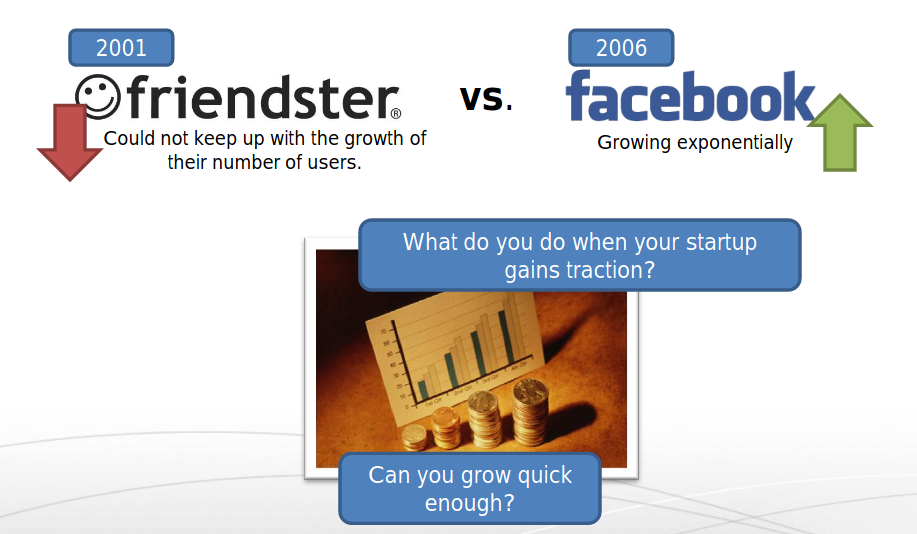 2001
2006
friendster®
vs.
facebook
Could not keep up with the growth of
their number of users.
Growing exponentially
What do you do when your startup
gains traction?
Can you grow quick
enough?